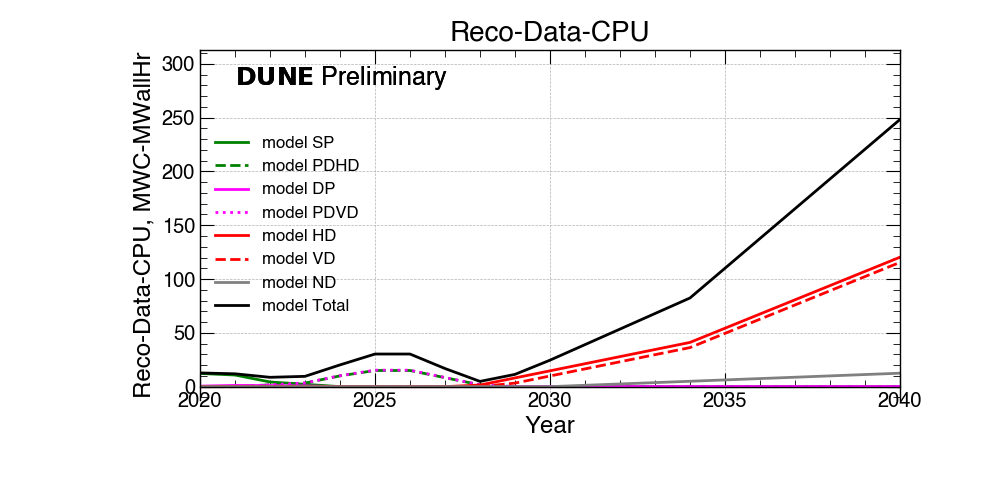 Reco-Data-CPU
DUNE Preliminary
Reco-Data-CPU, MWC-MWallHr
300
250
200
150
100
50
0
model SP
model PDHD
model DP
model PDVD
model HD
model VD
model ND
model Total
2020 2025 2030 2035 2040
Year